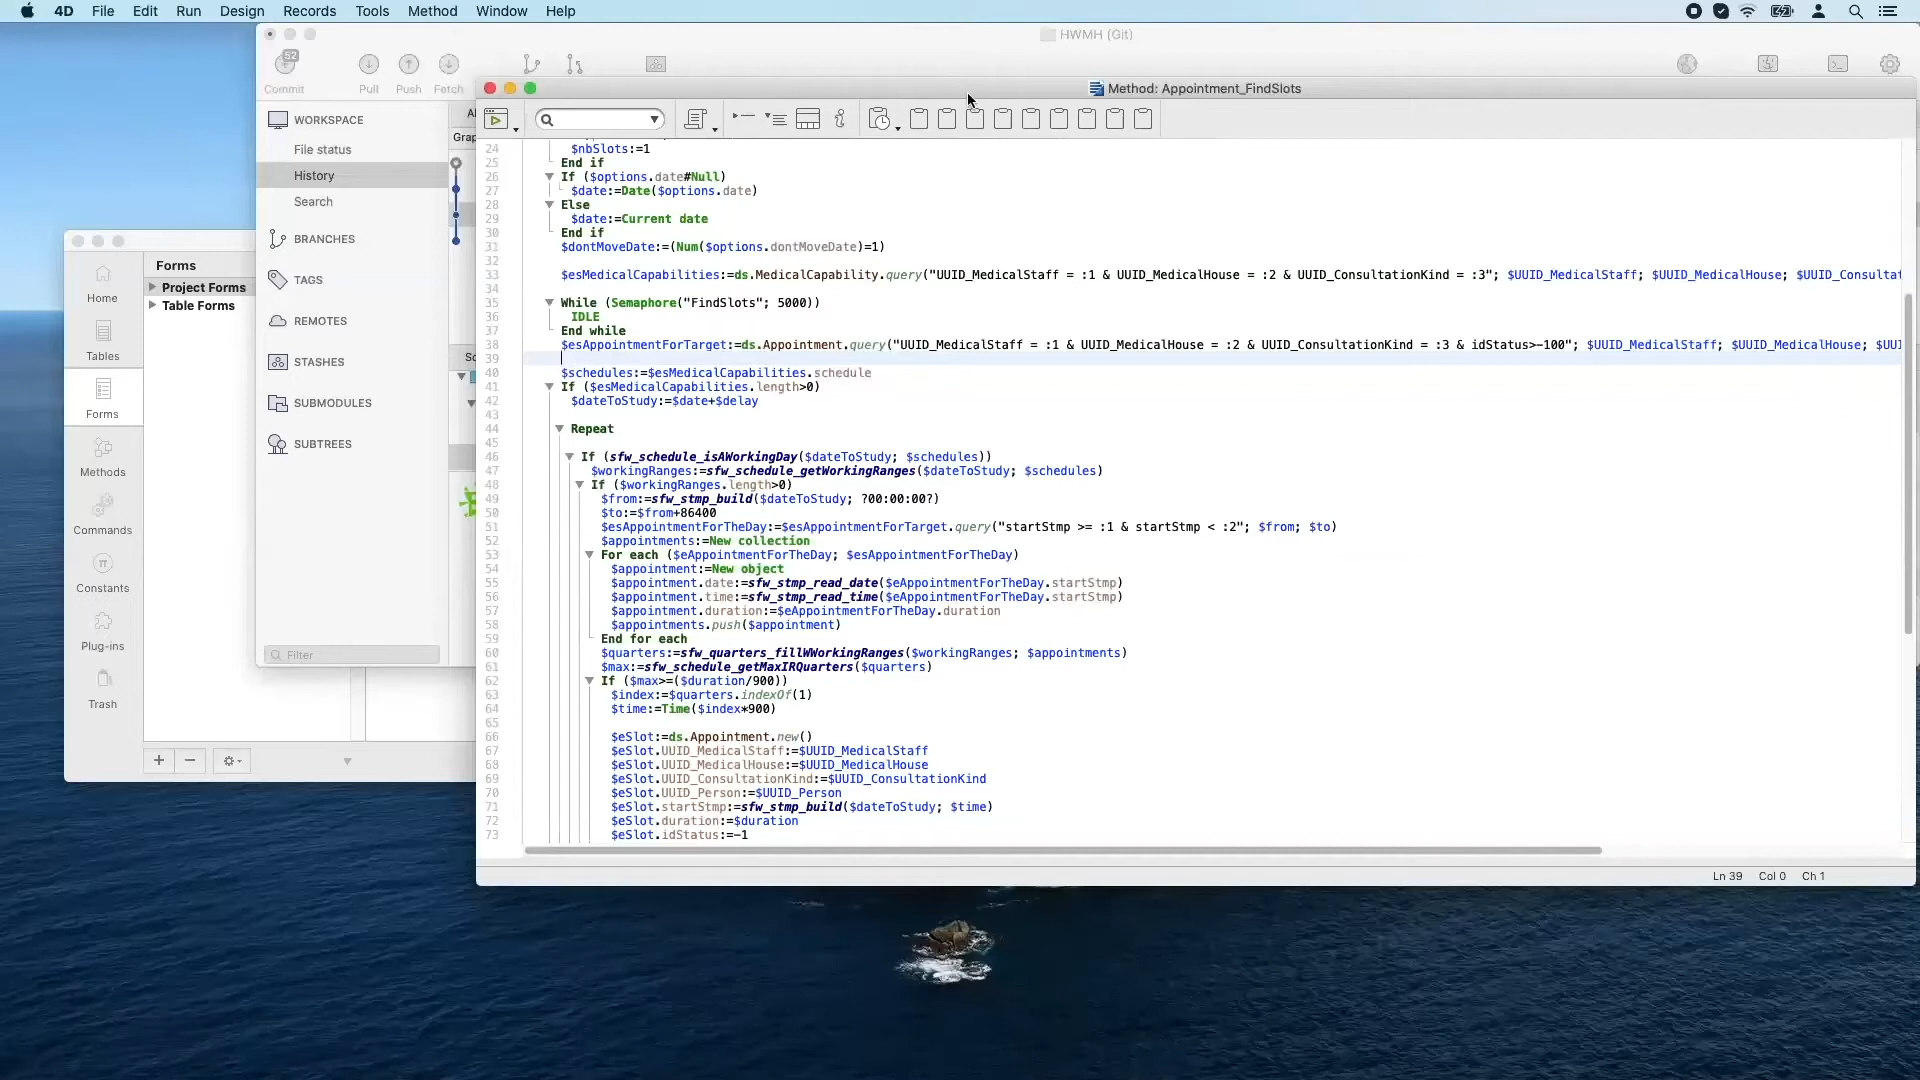 4D File Edit Run Design Records Tools Method Window Help
HWMH (Git)
52
Commit Pull Push Fetch
Method: Appointment_FindSlots
WORKSPACE
File status
History
Search
BRANCHES
TAGS
REMOTES
STASHES
SUBMODULES
SUBTREES
Filter
Home
Tables
Forms
Methods
Commands
Constants
Plug-ins
Trash
Forms
Project Forms
Table Forms
24 $nbSlots:=1
25 End if
26 If ($options.date#Null)
27 $date:=Date($options.date)
28 Else
29 $date:=Current date
30 End if
31 $dontMoveDate:=(Num($options.dontMoveDate)=1)
32
33 $esMedicalCapabilities:=ds.MedicalCapability.query("UUID_MedicalStaff = :1 & UUID_MedicalHouse = :2 & UUID_ConsultationKind = :3"; $UUID_MedicalStaff; $UUID_MedicalHouse; $UUID_Consultat
34
35 While (Semaphore("FindSlots"; 5000))
36 IDLE
37 End while
38 $esAppointmentForTarget:=ds.Appointment.query("UUID_MedicalStaff = :1 & UUID_MedicalHouse = :2 & UUID_ConsultationKind = :3 & idStatus>-100"; $UUID_MedicalStaff; $UUID_MedicalHouse; $UUI
39
40 $schedules:=$esMedicalCapabilities.schedule
41 If ($esMedicalCapabilities.length>0)
42 $dateToStudy:=$date+$delay
43
44 Repeat
45
46 If (sfw_schedule_isAWorkingDay($dateToStudy; $schedules))
47 $workingRanges:=sfw_schedule_getWorkingRanges($dateToStudy; $schedules)
48 If ($workingRanges.length>0)
49 $from:=sfw_stmp_build($dateToStudy; ?00:00:00?)
50 $to:=$from+86400
51 $esAppointmentForTheDay:=$esAppointmentForTarget.query("startStmp >= :1 & startStmp < :2"; $from; $to)
52 $appointments:=New collection
53 For each ($eAppointmentForTheDay; $esAppointmentForTheDay)
54 $appointment:=New object
55 $appointment.date:=sfw_stmp_read_date($eAppointmentForTheDay.startStmp)
56 $appointment.time:=sfw_stmp_read_time($eAppointmentForTheDay.startStmp)
57 $appointment.duration:=$eAppointmentForTheDay.duration
58 $appointments.push($appointment)
59 End for each
60 $quarters:=sfw_quarters_fillWWorkingRanges($workingRanges; $appointments)
61 $max:=sfw_schedule_getMaxIRQuarters($quarters)
62 If ($max>=($duration/900))
63 $index:=$quarters.indexOf(1)
64 $time:=Time($index*900)
65
66 $eSlot:=ds.Appointment.new()
67 $eSlot.UUID_MedicalStaff:=$UUID_MedicalStaff
68 $eSlot.UUID_MedicalHouse:=$UUID_MedicalHouse
69 $eSlot.UUID_ConsultationKind:=$UUID_ConsultationKind
70 $eSlot.UUID_Person:=$UUID_Person
71 $eSlot.startStmp:=sfw_stmp_build($dateToStudy; $time)
72 $eSlot.duration:=$duration
73 $eSlot.idStatus:=-1
Ln 39 Col 0 Ch 1